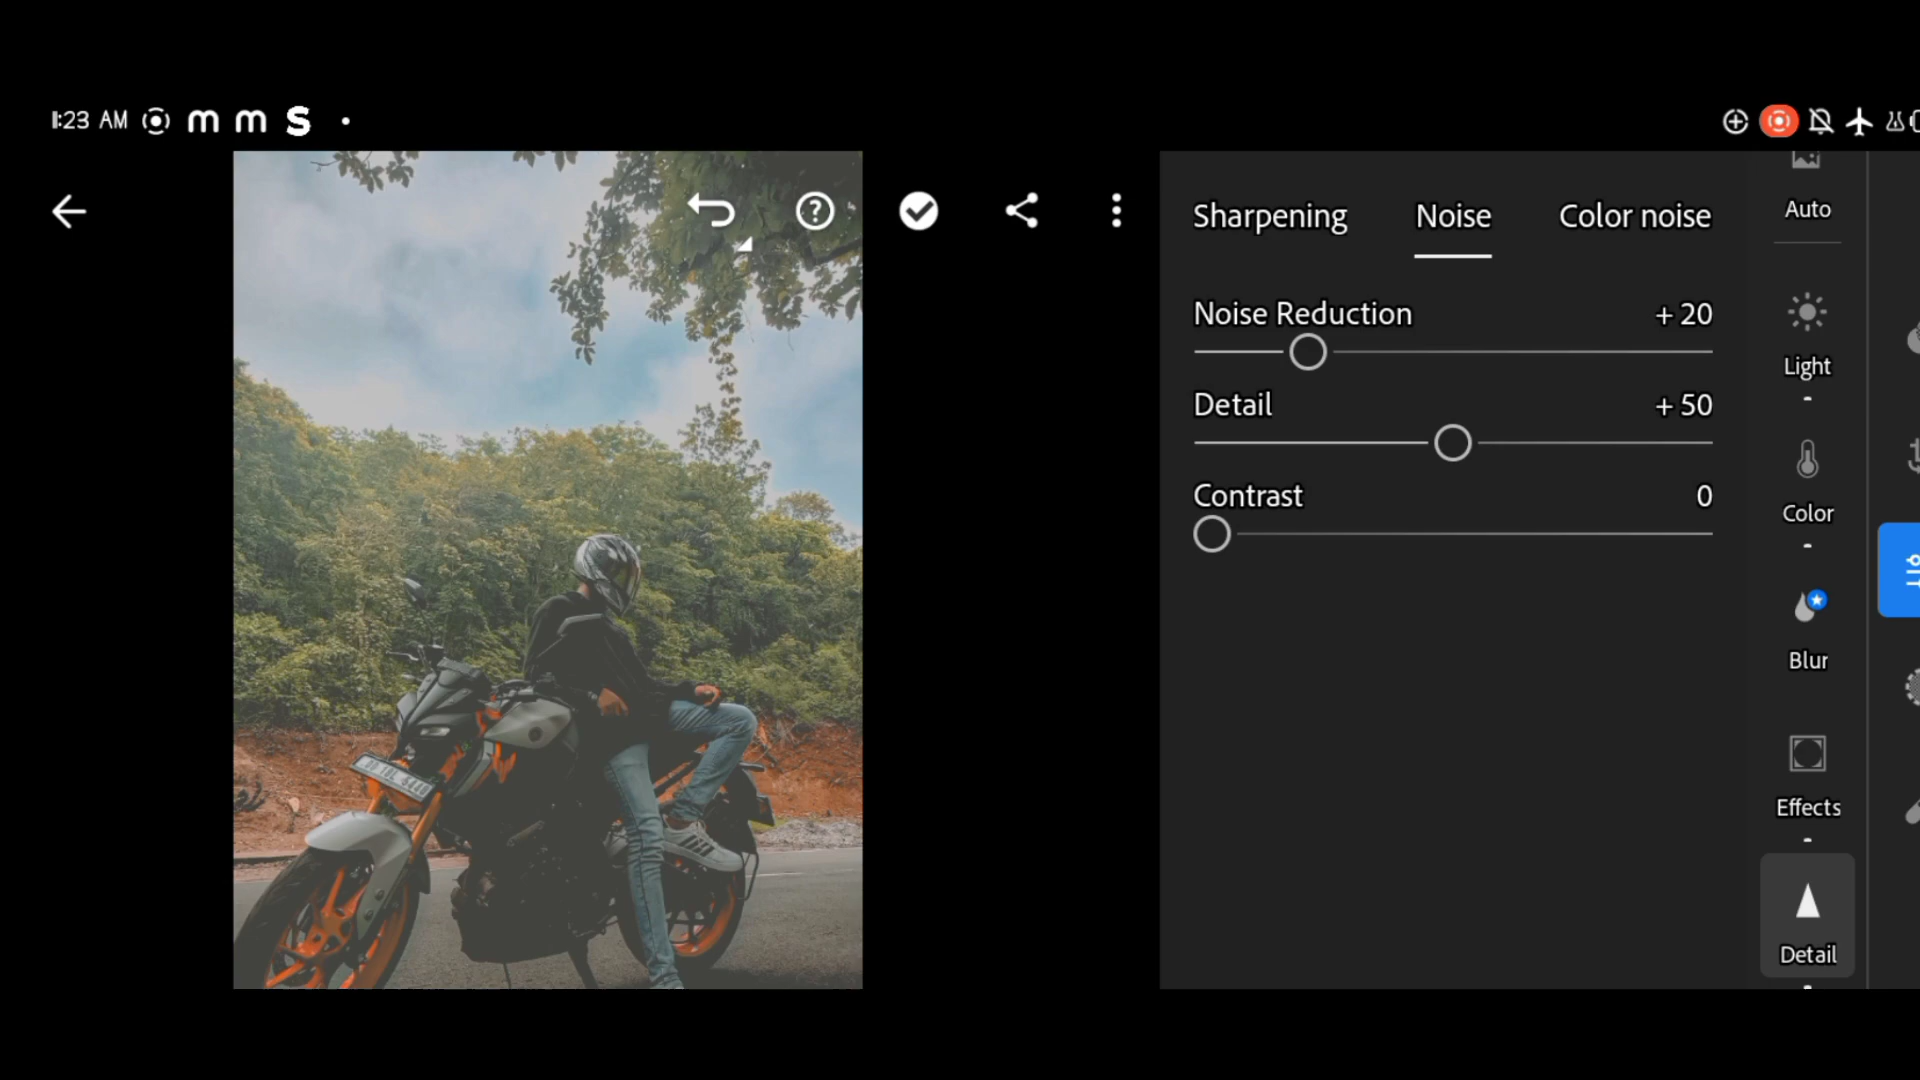 1:23 AM m m S
Sharpening Noise Color noise
Noise Reduction +20
Detail +50
Contrast 0
Auto
Light
Color
Blur
Effects
Detail